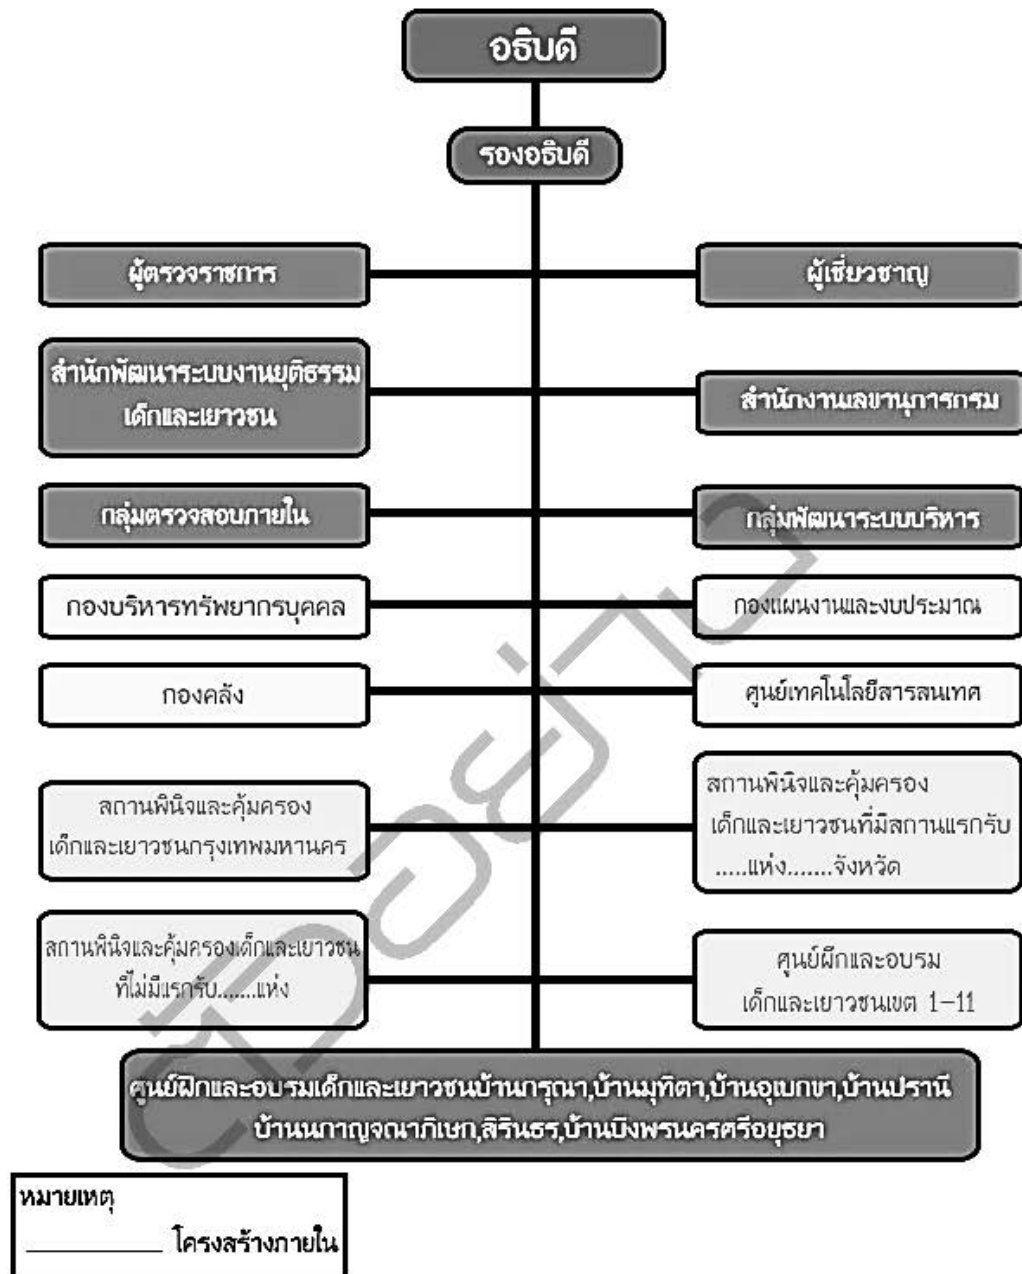 อธิบดี
รองอธิบดี
ผู้ตรวจราชการ
ผู้เชี่ยวชาญ
สำนักพัฒนาระบบงานยุติธรรม
เด็กและเยาวชน
สำนักงานเลขานุการกรม
กลุ่มตรวจสอบภายใน
กลุ่มพัฒนาระบบบริหาร
กองบริหารทรัพยากรบุคคล
กองแผนงานและงบประมาณ
กองคลัง
ศูนย์เทคโนโลยีสารสนเทศ
สถานพินิจและคุ้มครอง
เด็กและเยาวชนกรุงเทพมหานคร
สถานพินิจและคุ้มครอง
เด็กและเยาวชนที่มีสถานแรกรับ
.....แห่ง.......จังหวัด
สถานพินิจและคุ้มครองเด็กและเยาวชน
ที่ไม่มีแรกรับ.......แห่ง
ศูนย์ฝึกและอบรม
เด็กและเยาวชนเขต 1-11
ศูนย์ฝึกและอบรมเด็กและเยาวชนบ้านกรุณา,บ้านมุทิตา,บ้านอุเบกขา,บ้านปรานี
บ้านนกาญจณาภิเษก,สิรินธร,บ้านบึงพรนครศรีอยุธยา
หมายเหตุ
__________ โครงสร้างภายใน
ตัวอย่าง